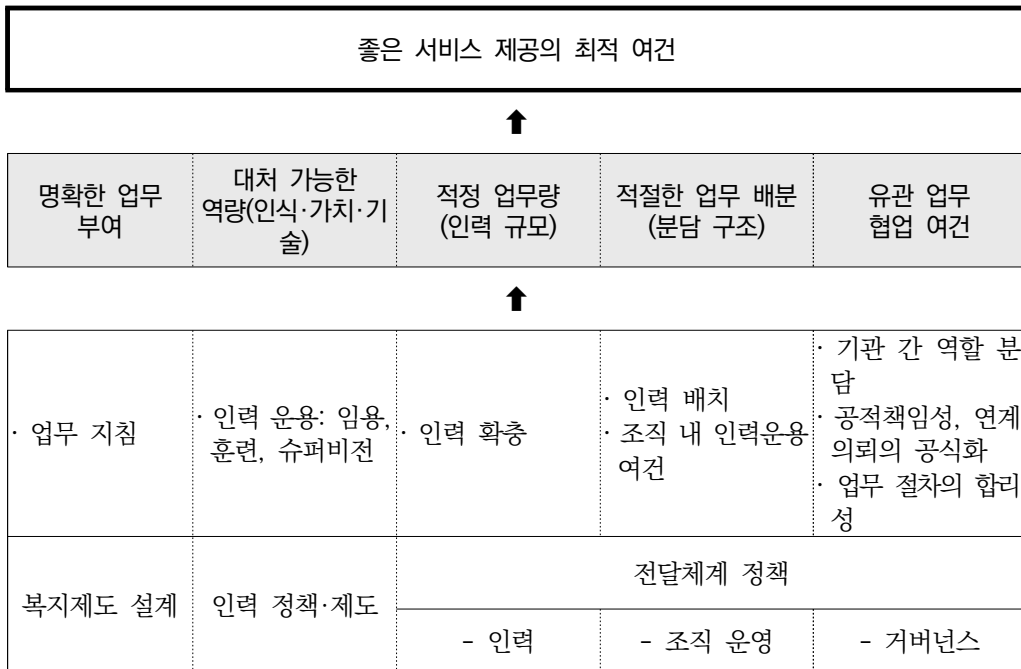 좋은 서비스 제공의 최적 여건
⬆
명확한 업무
부여
대처 가능한
역량(인식·가치·기
술)
적정 업무량
(인력 규모)
적절한 업무 배분
(분담 구조)
유관 업무
협업 여건
⬆
· 업무 지침
· 인력 운용: 임용,
훈련, 슈퍼비전
· 인력 확충
· 인력 배치
· 조직 내 인력운용
여건
· 기관 간 역할 분
담
· 공적책임성, 연계
의뢰의 공식화
· 업무 절차의 합리
성
복지제도 설계
인력 정책·제도
전달체계 정책
- 인력
- 조직 운영
- 거버넌스